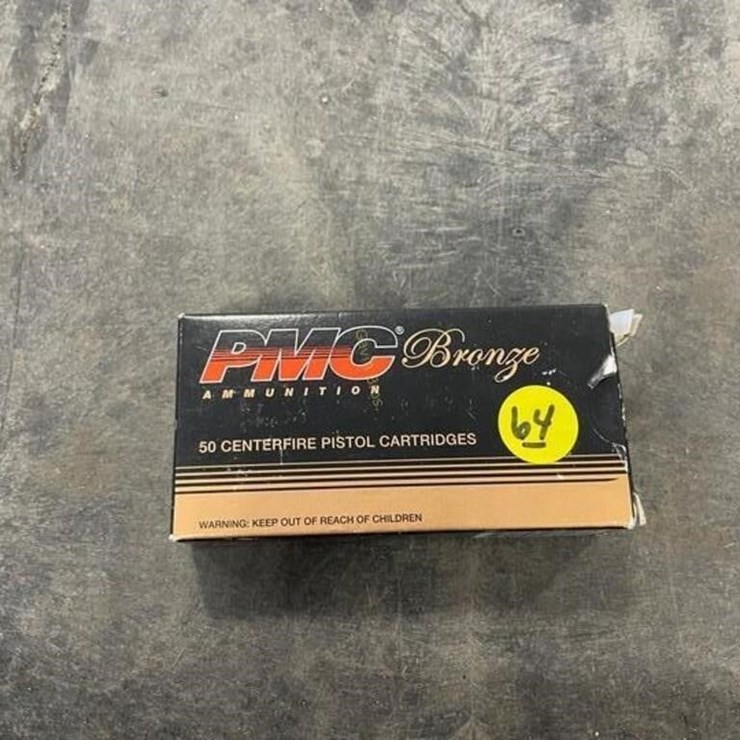 PMC® Bronze
AMMUNITION
64
50 CENTERFIRE PISTOL CARTRIDGES
WARNING: KEEP OUT OF REACH OF CHILDREN